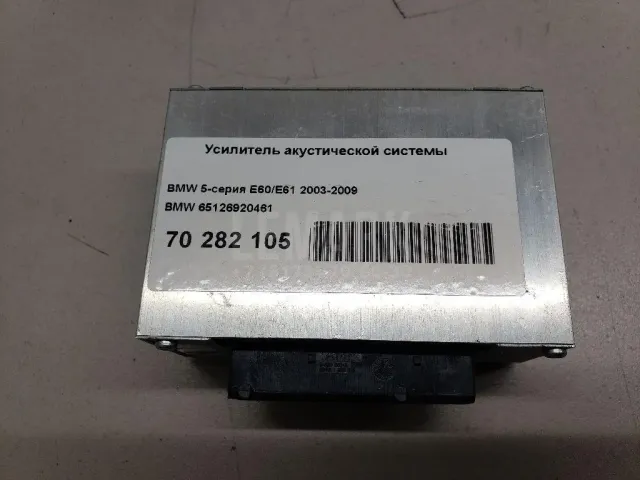 Усилитель акустической системы
BMW 5-серия E60/E61 2003-2009
BMW 65126920461
70 282 105